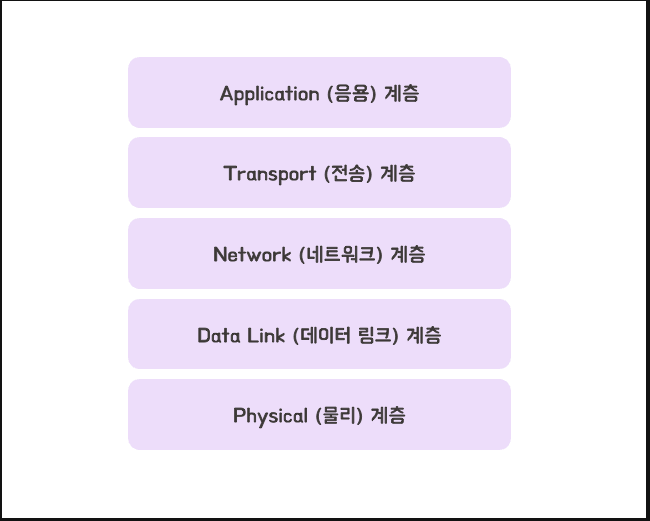 Application (응용) 계층
Transport (전송) 계층
Network (네트워크) 계층
Data Link (데이터 링크) 계층
Physical (물리) 계층